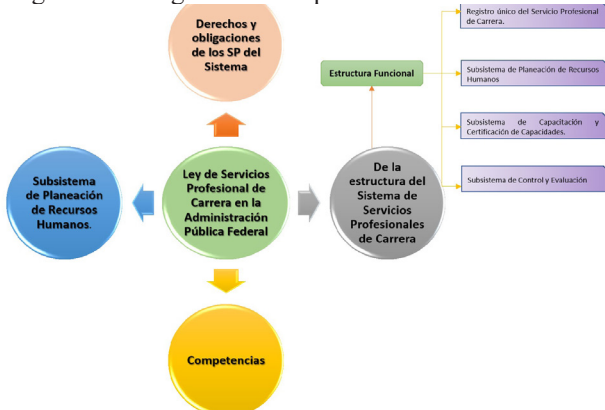 Derechos y
obligaciones
de los SP del
Sistema
Registro único del Servicio Profesional
de Carrera.
Estructura Funcional
Subsistema de Planeación de Recursos
Humanos
Subsistema de Capacitación y
Certificación de Capacidades.
Subsistema de Control y Evaluación
Subsistema
de Planeación
de Recursos
Humanos.
Ley de Servicios
Profesional de
Carrera en la
Administración
Pública Federal
De la
estructura del
Sistema de
Servicios
Profesionales
de Carrera
Competencias